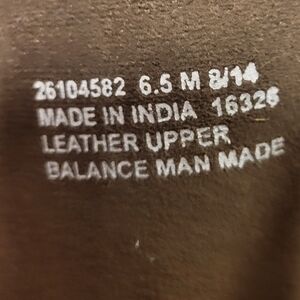 26104582 6.5 M 8/14
MADE IN INDIA 16326
LEATHER UPPER
BALANCE MAN MADE